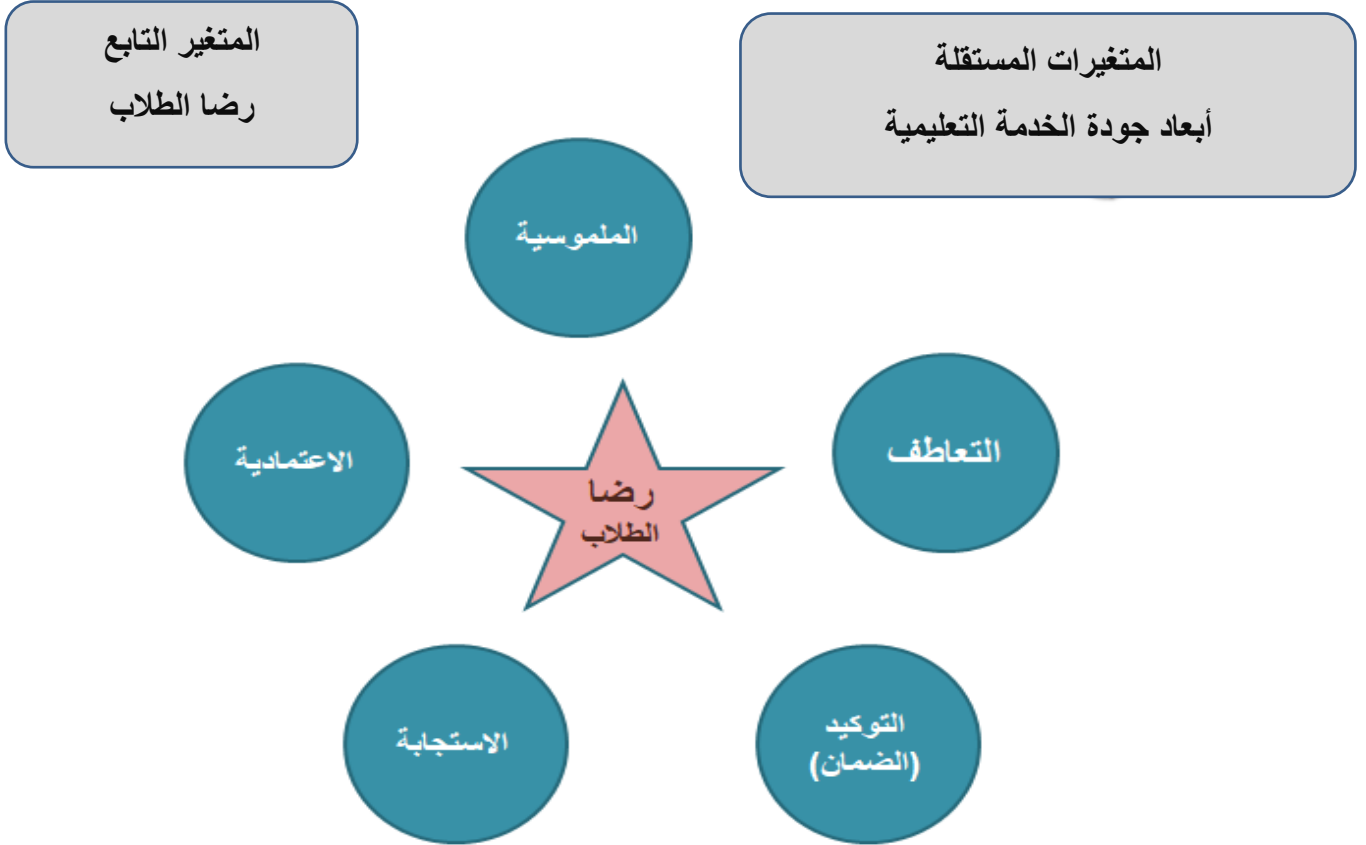 المتغيرات المستقلة
أبعاد جودة الخدمة التعليمية
المتغير التابع
رضا الطلاب
الملموسية
التعاطف
الاعتمادية
رضا
الطلاب
التوكيد
(الضمان)
الاستجابة